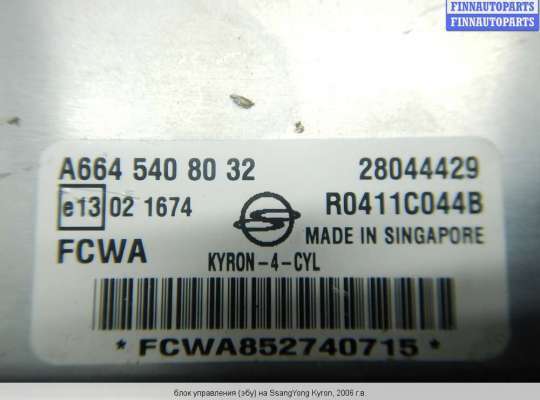 FINNAUTOPARTS
FINNAUTOPARTS
A664 540 80 32 28044429
e13 02 1674 R0411C044B
FCWA MADE IN SINGAPORE
KYRON-4-CYL
* FCWA852740715 *
блок управления (эбу) на SsangYong Kyron, 2006 г.в.